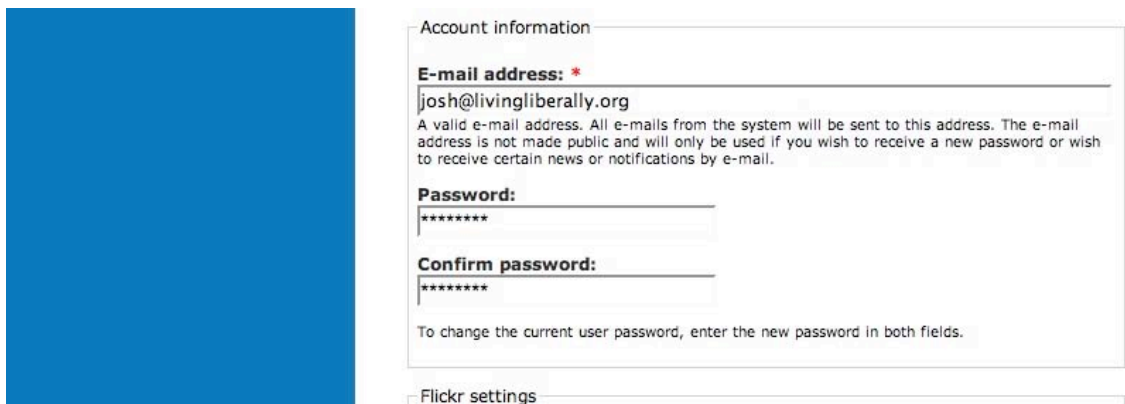 Account information
E-mail address: *
josh@livingliberally.org
A valid e-mail address. All e-mails from the system will be sent to this address. The e-mail
address is not made public and will only be used if you wish to receive a new password or wish
to receive certain news or notifications by e-mail.
Password:
********
Confirm password:
********
To change the current user password, enter the new password in both fields.
Flickr settings